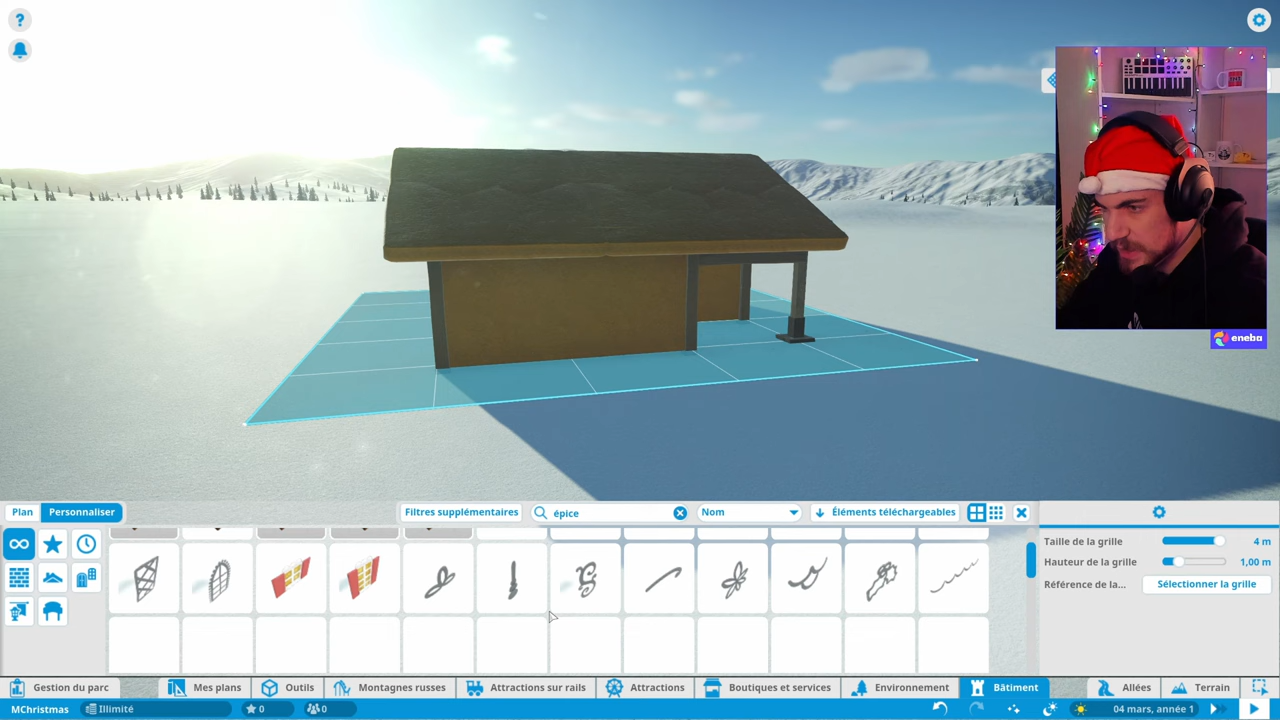 ?
eneba
Plan
Personnaliser
Filtres supplémentaires
épice
Nom
Éléments téléchargeables
Taille de la grille
4 m
Hauteur de la grille
1,00 m
Référence de la...
Sélectionner la grille
Gestion du parc
Mes plans
Outils
Montagnes russes
Attractions sur rails
Attractions
Boutiques et services
Environnement
Bâtiment
Allées
Terrain
MChristmas
Illimité
0
0
04 mars, année 1